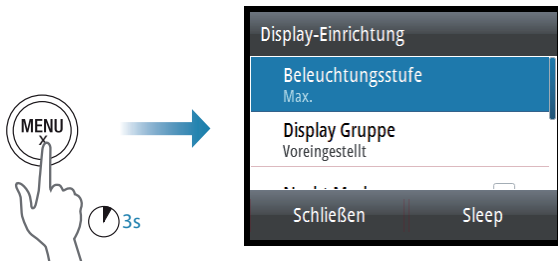 MENU
X
3s
Display-Einrichtung
Beleuchtungsstufe
Max.
Display Gruppe
Voreingestellt
Schließen Sleep